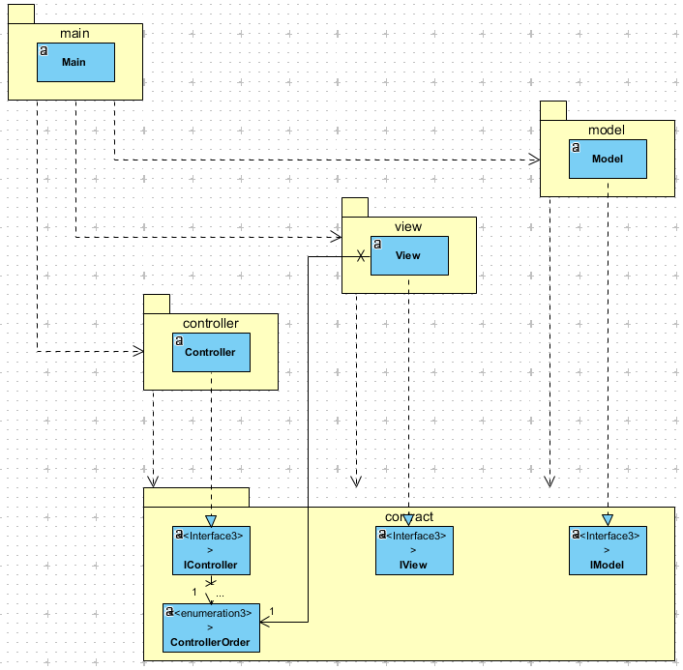 main
a
Main
model
a
Model
view
a
View
controller
a
Controller
contract
a
<Interface3>
>
IController
a
<Interface3>
>
IView
a
<Interface3>
>
IModel
1
...
a
<enumeration3>
>
ControllerOrder
1